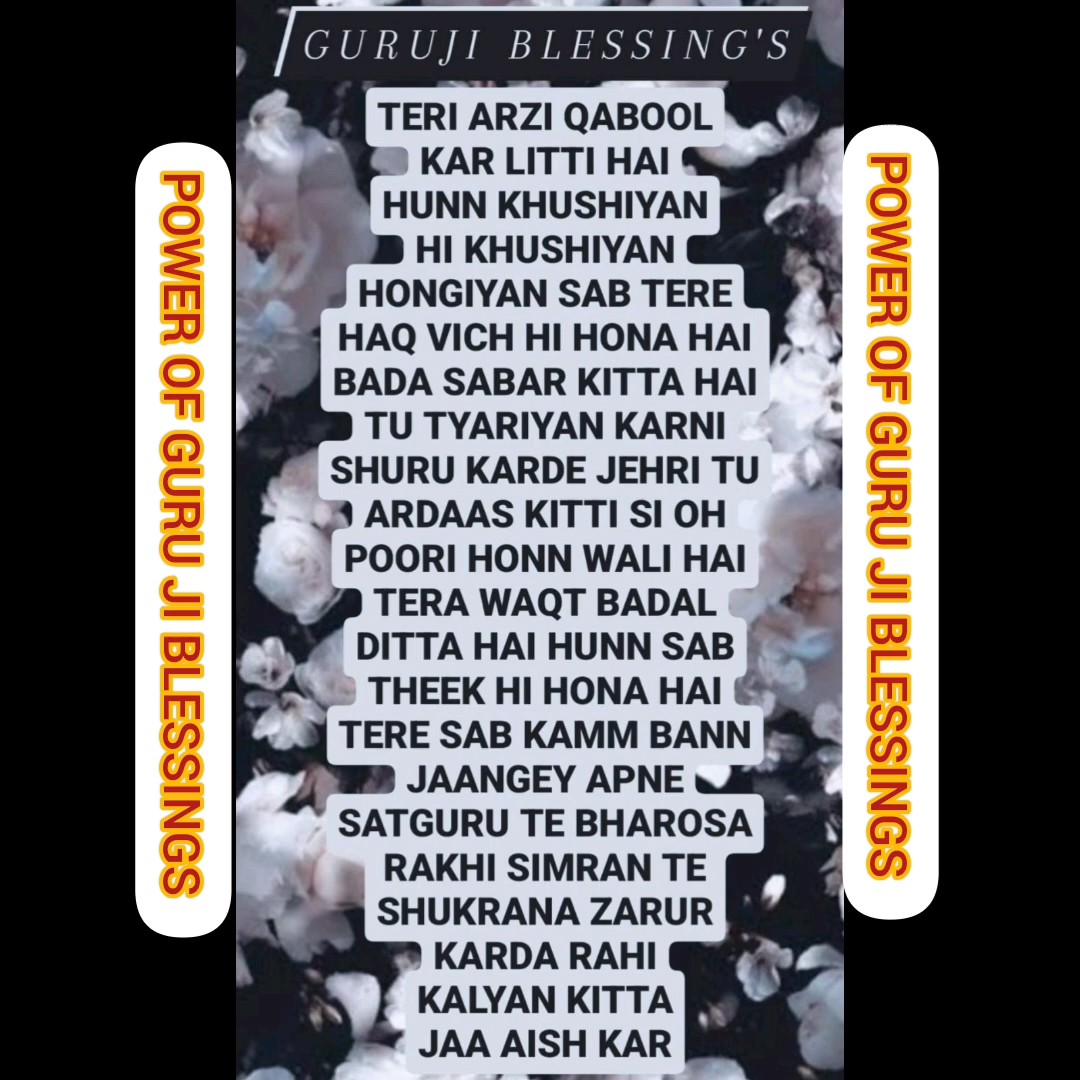 GURUJI BLESSING'S
TERI ARZI QABOOL
KAR LITTI HAI
HUNN KHUSHIYAN
HI KHUSHIYAN
HONGIYAN SAB TERE
HAQ VICH HI HONA HAI
BADA SABAR KITTA HAI
TU TYARIYAN KARNI
SHURU KARDE JEHRI TU
ARDAAS KITTI SI OH
POORI HONN WALI HAI
TERA WAQT BADAL
DITTA HAI HUNN SAB
THEEK HI HONA HAI
TERE SAB KAMM BANN
JAANGEY APNE
SATGURU TE BHAROSA
RAKHI SIMRAN TE
SHUKRANA ZARUR
KARDA RAHI
KALYAN KITTA
JAA AISH KAR
POWER OF GURU JI BLESSINGS
POWER OF GURU JI BLESSINGS